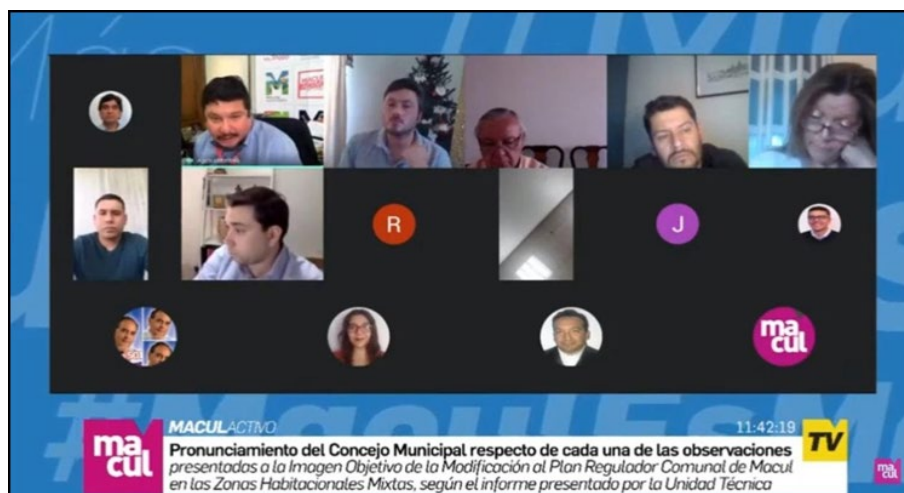 R
J
ma
cul
MACULACTIVO
11:42:19
ma
cul
TV
Pronunciamiento del Concejo Municipal respecto de cada una de las observaciones
presentadas a la Imagen Objetivo de la Modificación al Plan Regulador Comunal de Macul
en las Zonas Habitacionales Mixtas, según el informe presentado por la Unidad Técnica
ma
cul